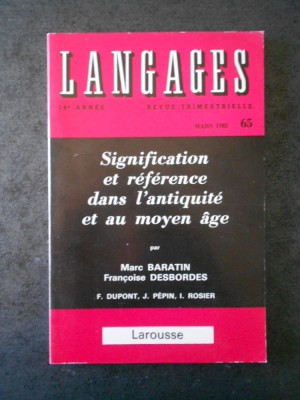 LANGAGES
16e ANNÉE REVUE TRIMESTRIELLE
MARS 1982 65
Signification
et référence
dans l'antiquité
et au moyen âge
par
Marc BARATIN
Françoise DESBORDES
F. DUPONT, J. PÉPIN, I. ROSIER
Larousse